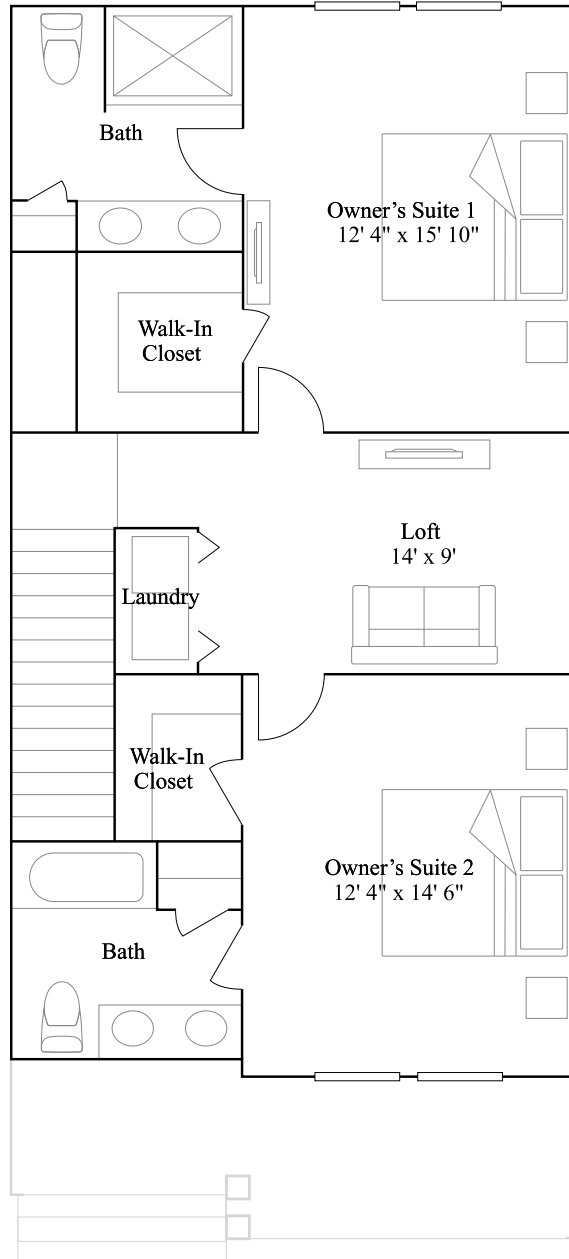 Bath
Owner's Suite 1
12' 4" x 15' 10"
Walk-In
Closet
Loft
14' x 9'
Laundry
Walk-In
Closet
Owner's Suite 2
12' 4" x 14' 6"
Bath